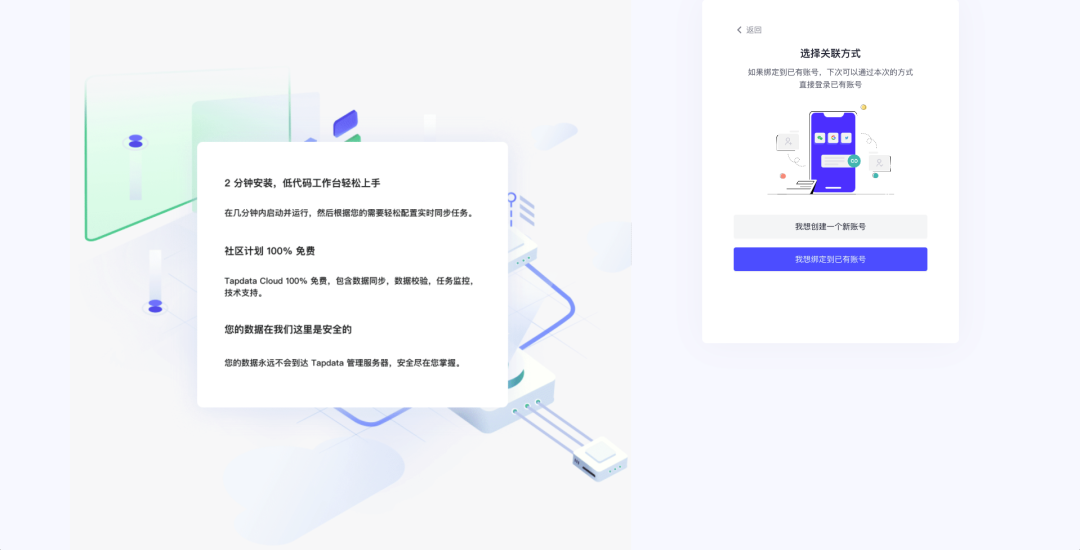 2 分钟安装，低代码工作台轻松上手
在几分钟内启动并运行，然后根据您的需要轻松配置实时同步任务。
社区计划 100% 免费
Tapdata Cloud 100% 免费，包含数据同步，数据校验，任务监控，
技术支持。
您的数据在我们这里是安全的
您的数据永远不会到达 Tapdata 管理服务器，安全尽在您掌握。
返回
选择关联方式
如果绑定到已有账号，下次可以通过本次的方式
直接登录已有账号
我想创建一个新账号
我想绑定到已有账号